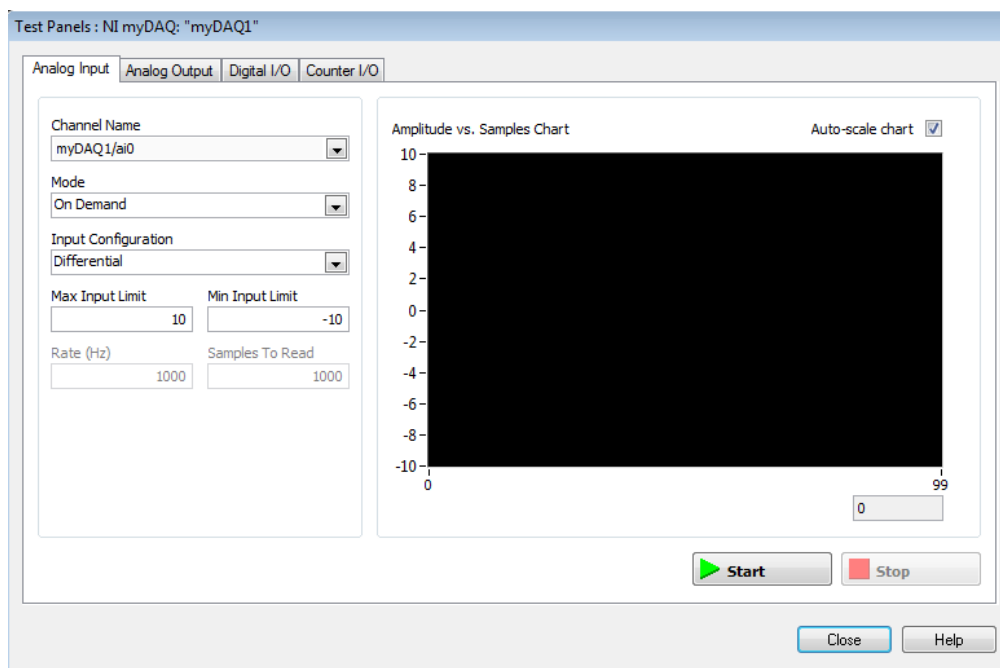 Test Panels : NI myDAQ: "myDAQ1"
Analog Input Analog Output Digital I/O Counter I/O
Channel Name
myDAQ1/ai0
Mode
On Demand
Input Configuration
Differential
Max Input Limit Min Input Limit
10 -10
Rate (Hz) Samples To Read
1000 1000
Amplitude vs. Samples Chart Auto-scale chart
10
8
6
4
2
0
-2
-4
-6
-8
-10
0 99
0
Start Stop
Close Help